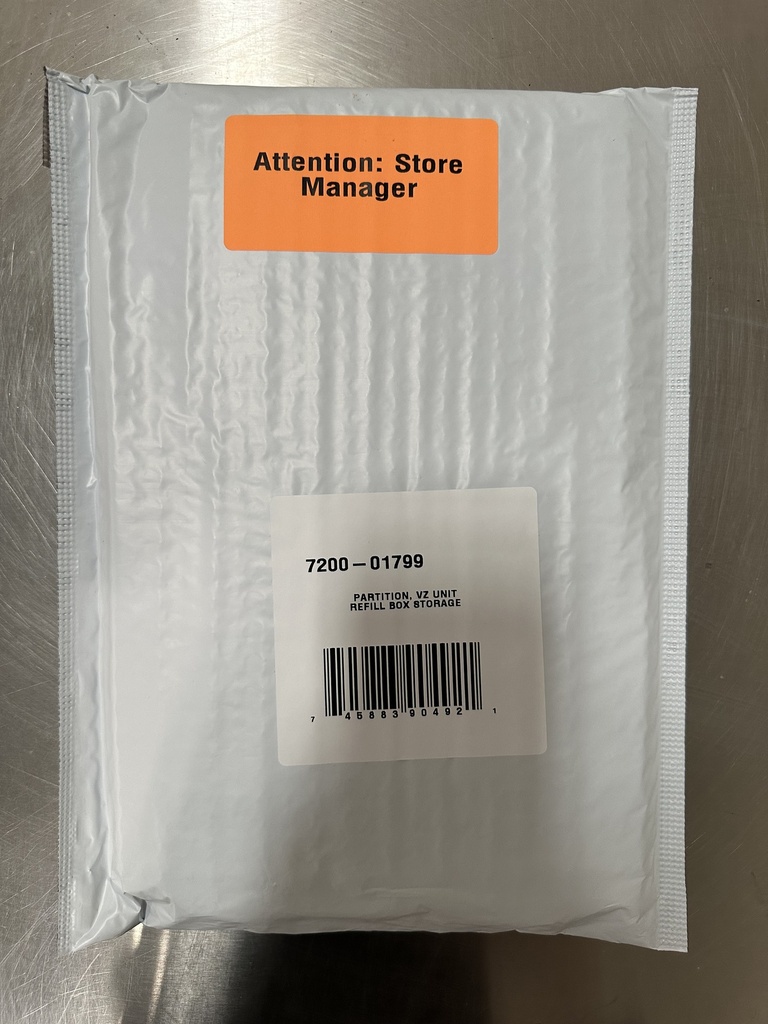 Attention: Store
Manager
7200 – 01799
PARTITION, VZ UNIT
REFILL BOX STORAGE
7 45883 90492 1